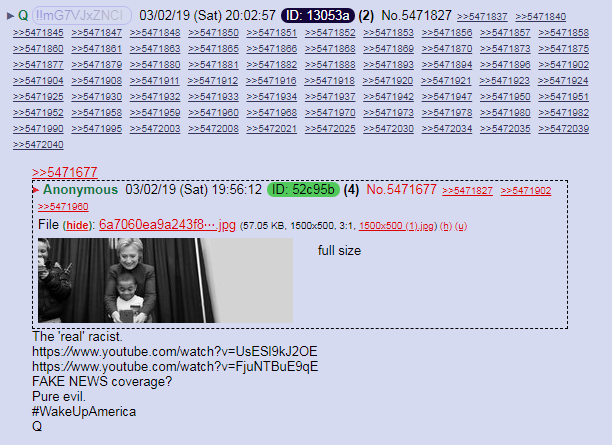 ► Q !!mG7VJxZNCI 03/02/19 (Sat) 20:02:57 ID: 13053a (2) No.5471827 >>5471837 >>5471840
>>5471845 >>5471847 >>5471848 >>5471850 >>5471851 >>5471852 >>5471853 >>5471856 >>5471857 >>5471858
>>5471860 >>5471861 >>5471863 >>5471865 >>5471866 >>5471868 >>5471869 >>5471870 >>5471873 >>5471875
>>5471877 >>5471879 >>5471880 >>5471881 >>5471882 >>5471888 >>5471893 >>5471894 >>5471896 >>5471902
>>5471904 >>5471908 >>5471911 >>5471912 >>5471916 >>5471918 >>5471920 >>5471921 >>5471923 >>5471924
>>5471925 >>5471930 >>5471932 >>5471933 >>5471934 >>5471937 >>5471942 >>5471947 >>5471950 >>5471951
>>5471952 >>5471958 >>5471959 >>5471960 >>5471968 >>5471970 >>5471973 >>5471978 >>5471980 >>5471982
>>5471990 >>5471995 >>5472003 >>5472008 >>5472021 >>5472025 >>5472030 >>5472034 >>5472035 >>5472039
>>5472040
>>5471677
► Anonymous 03/02/19 (Sat) 19:56:12 ID: 52c95b (4) No.5471677 >>5471827 >>5471902
>>5471960
File (hide): 6a7060ea9a243f8⋯.jpg (57.05 KB, 1500x500, 3:1, 1500x500 (1).jpg) (h) (u)
full size
The 'real' racist.
https://www.youtube.com/watch?v=UsESl9kJ2OE
https://www.youtube.com/watch?v=FjuNTBuE9qE
FAKE NEWS coverage?
Pure evil.
#WakeUpAmerica
Q